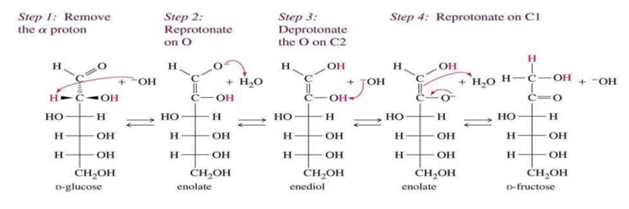 Step 1: Remove
the α proton
Step 2:
Reprotonate
on O
Step 3:
Deprotonate
the O on C2
Step 4: Reprotonate on C1
H O
C
H C OH
HO H
H OH
H OH
CH₂OH
D-glucose
+ ⁻OH
H O⁻
C
C OH
HO H
H OH
H OH
CH₂OH
enolate
+ H₂O
H OH
C
C OH
HO H
H OH
H OH
CH₂OH
enediol
+ ⁻OH
H OH
C
C O⁻
HO H
H OH
H OH
CH₂OH
enolate
+ H₂O
H
H C OH
C=O
HO H
H OH
H OH
CH₂OH
D-fructose
+ ⁻OH